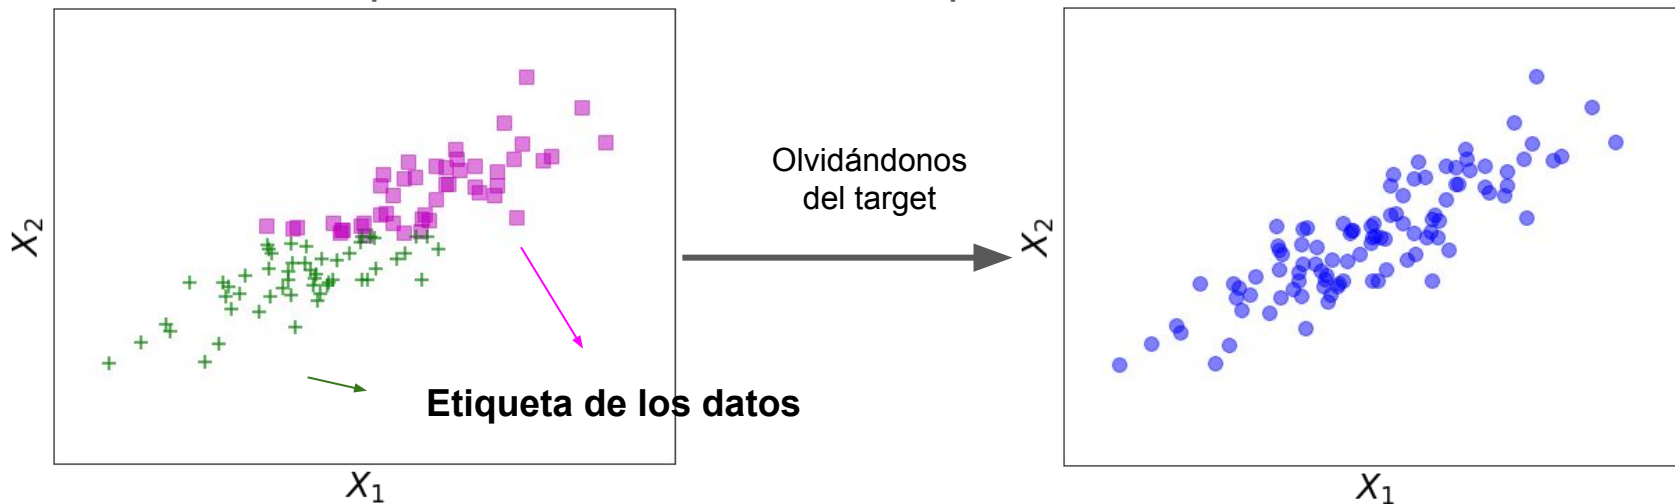 X₂
X₁
Etiqueta de los datos
Olvidándonos
del target
X₂
X₁